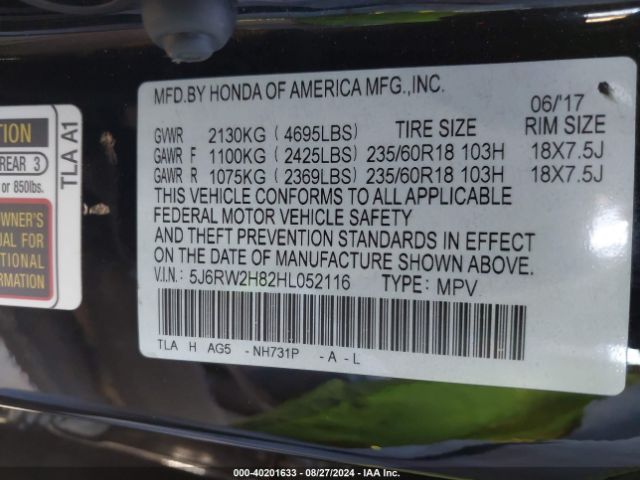 MFD.BY HONDA OF AMERICA MFG.,INC.
06/'17
GVWR 2130KG (4695LBS) TIRE SIZE RIM SIZE
GAWR F 1100KG (2425LBS) 235/60R18 103H 18X7.5J
GAWR R 1075KG (2369LBS) 235/60R18 103H 18X7.5J
THIS VEHICLE CONFORMS TO ALL APPLICABLE
FEDERAL MOTOR VEHICLE SAFETY
AND THEFT PREVENTION STANDARDS IN EFFECT
ON THE DATE OF MANUFACTURE SHOWN ABOVE.
V.I.N: 5J6RW2H82HL052116 TYPE: MPV
TLA H AG5 - NH731P - A - L
REAR 3
or 850lbs.
TLA A1
OWNER'S
FOR
000-40201633 - 08/27/2024 - IAA Inc.